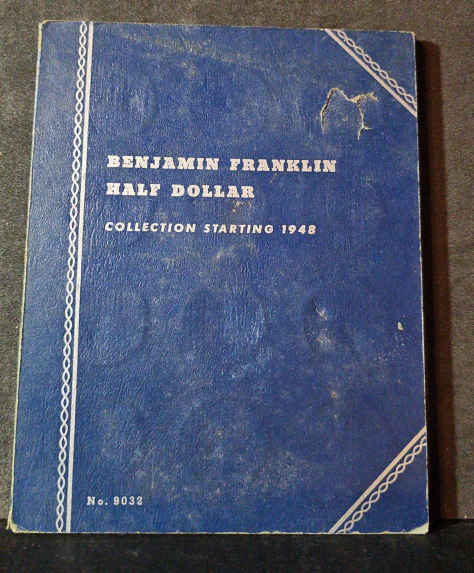 BENJAMIN FRANKLIN
HALF DOLLAR
COLLECTION STARTING 1948
No. 9032